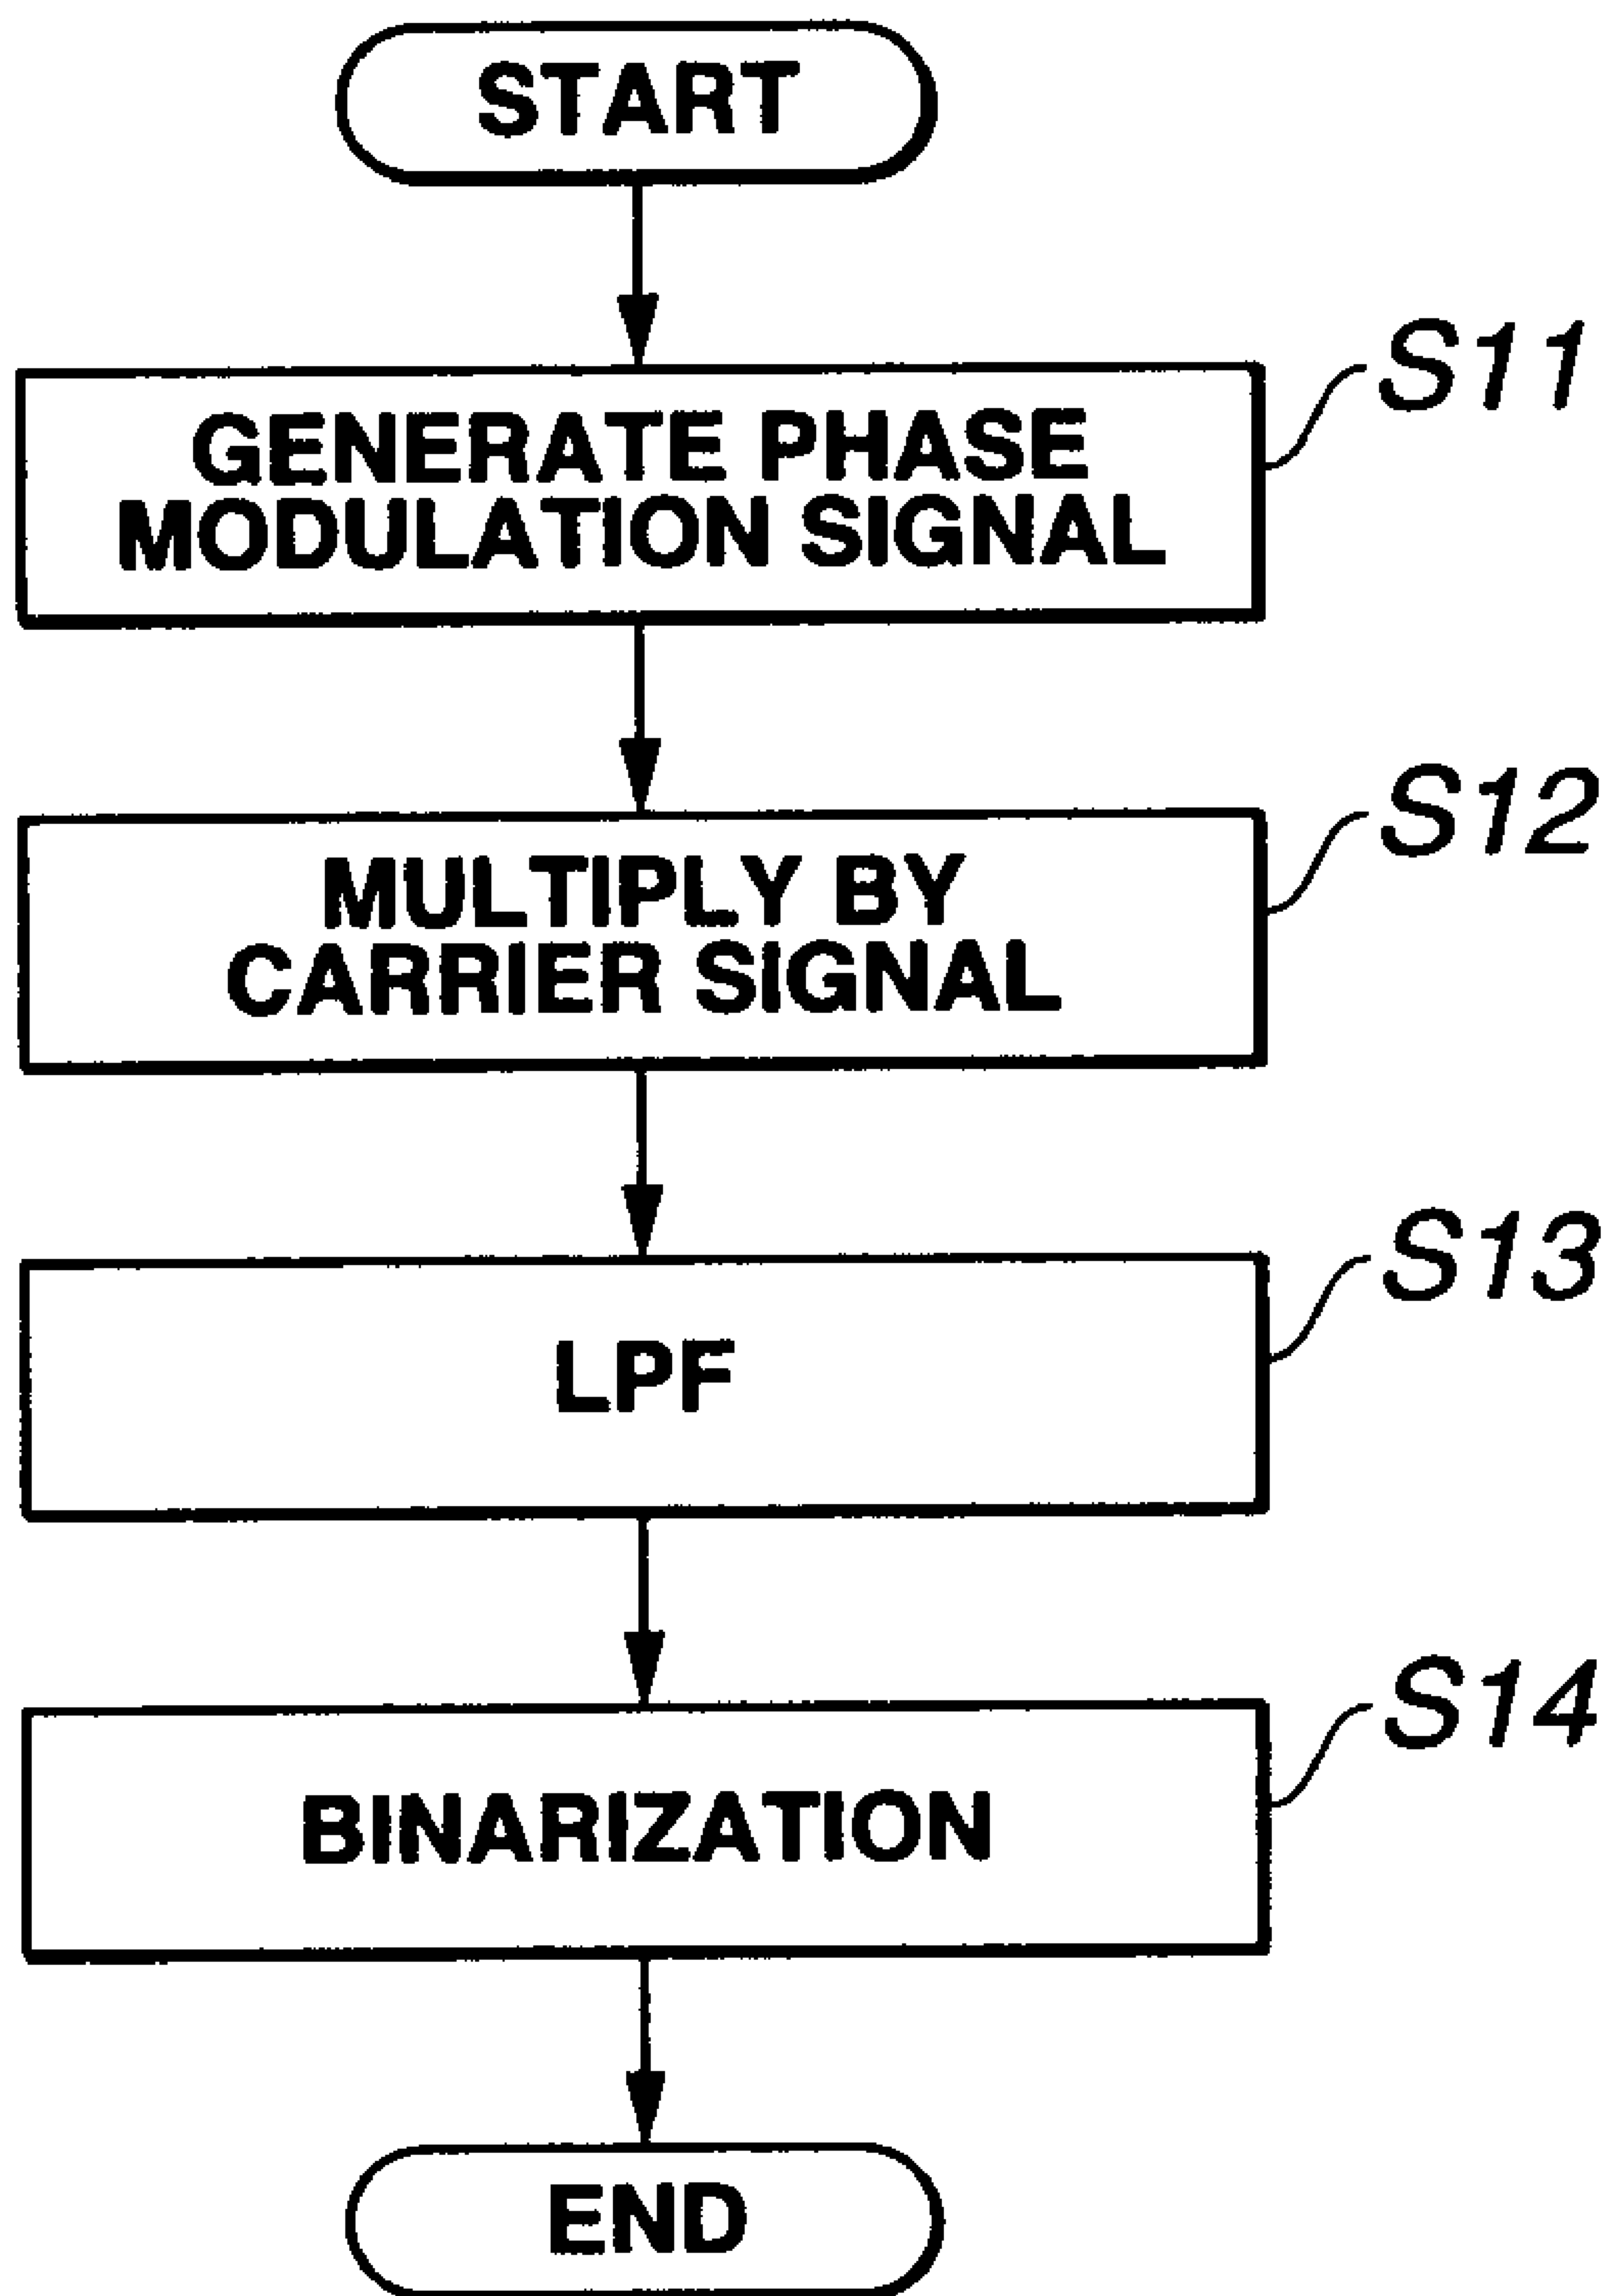 START
S11
GENERATE PHASE
MODULATION SIGNAL
S12
MULTIPLY BY
CARRIER SIGNAL
S13
LPF
S14
BINARIZATION
END